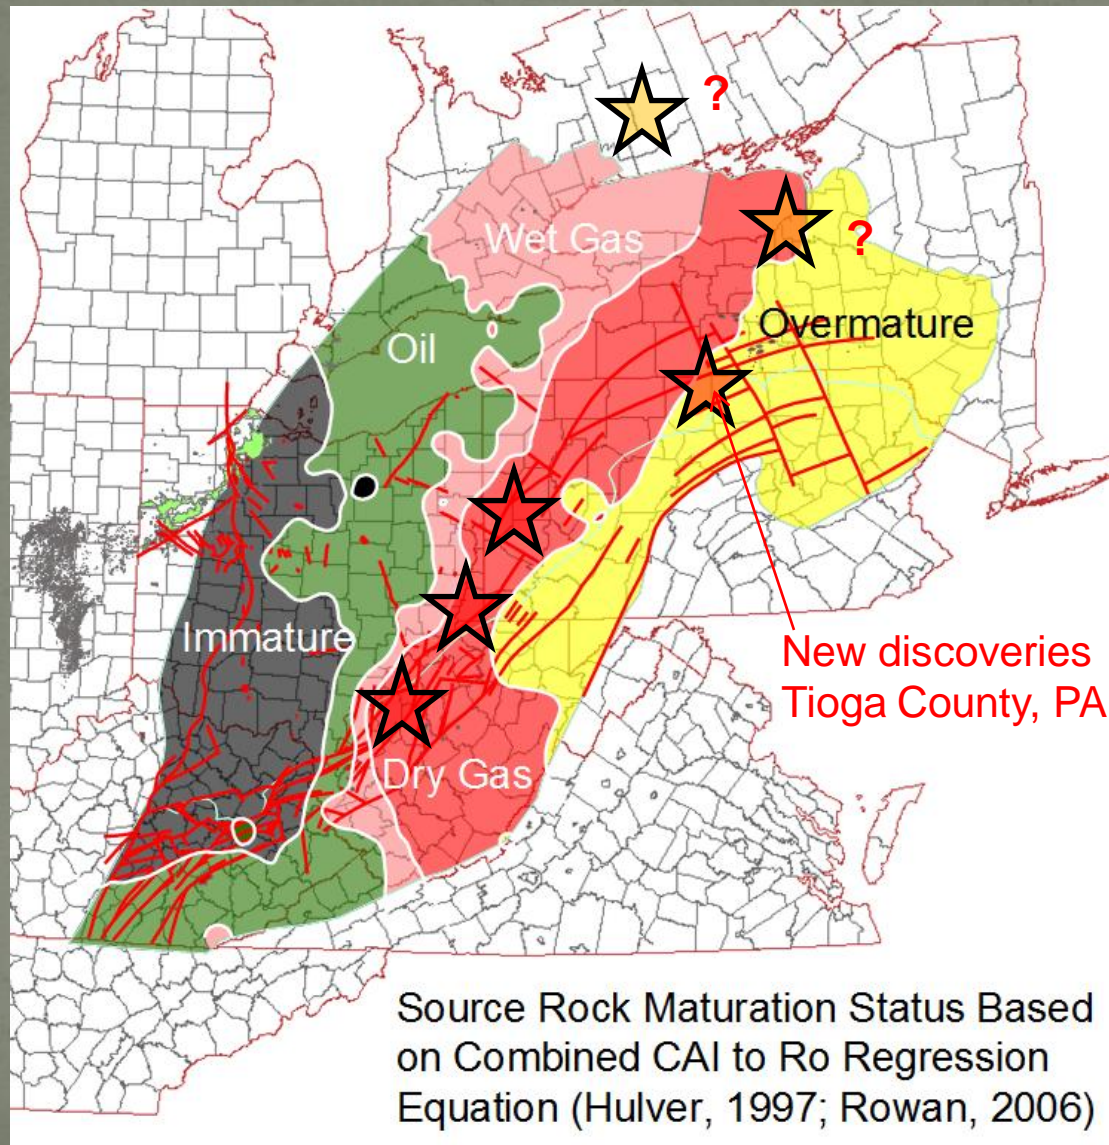 ?
Wet Gas
?
Overmature
Oil
Immature
New discoveries
Tioga County, PA
Dry Gas
Source Rock Maturation Status Based
on Combined CAI to Ro Regression
Equation (Hulver, 1997; Rowan, 2006)